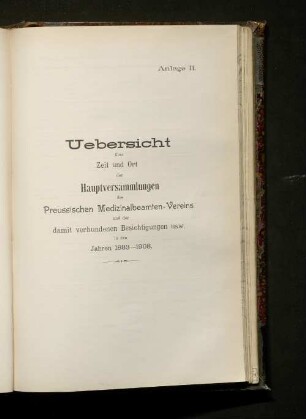 Anlage II.
Uebersicht
über
Zeit und Ort
der
Hauptversammlungen
des
Preussischen Medizinalbeamten-Vereins
und der
damit verbundenen Besichtigungen usw.
in den
Jahren 1883—1908.